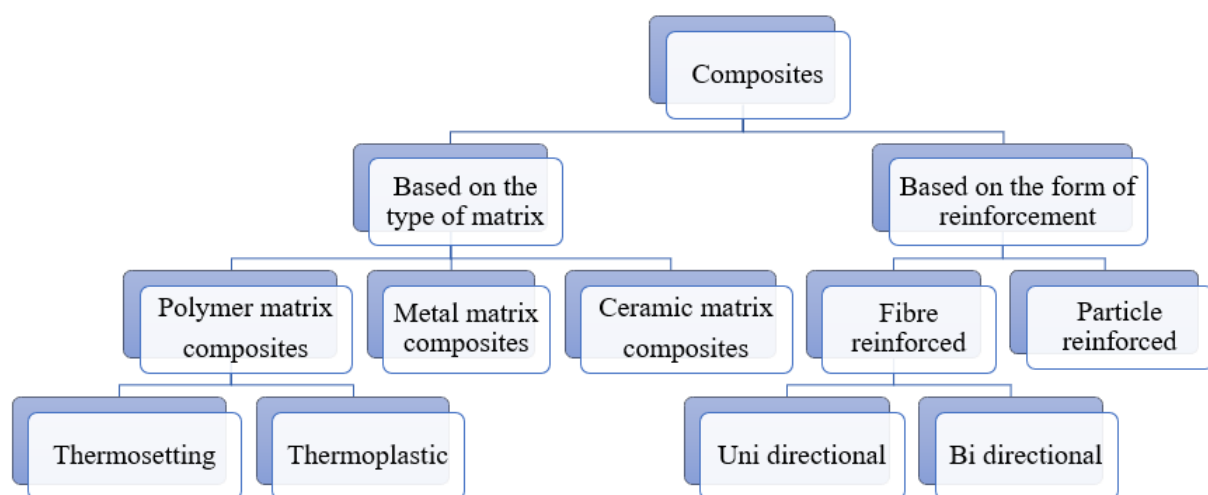 Composites
Based on the
type of matrix
Based on the form of
reinforcement
Polymer matrix
composites
Metal matrix
composites
Ceramic matrix
composites
Fibre
reinforced
Particle
reinforced
Thermosetting
Thermoplastic
Uni directional
Bi directional